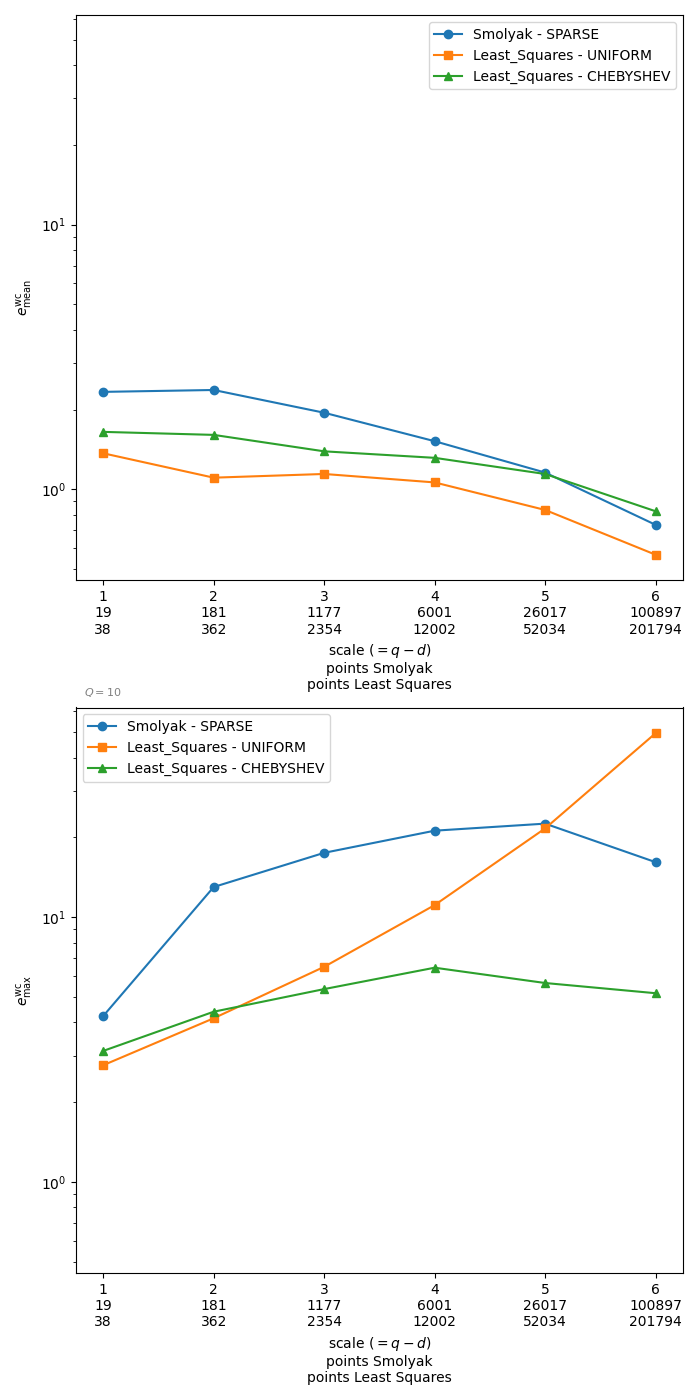 Smolyak - SPARSE
Least_Squares - UNIFORM
Least_Squares - CHEBYSHEV
10¹
10⁰
e^wc_mean
1 2 3 4 5 6
19 181 1177 6001 26017 100897
38 362 2354 12002 52034 201794
scale (= q − d)
points Smolyak
points Least Squares
Q = 10
Smolyak - SPARSE
Least_Squares - UNIFORM
Least_Squares - CHEBYSHEV
10¹
10⁰
e^wc_max
1 2 3 4 5 6
19 181 1177 6001 26017 100897
38 362 2354 12002 52034 201794
scale (= q − d)
points Smolyak
points Least Squares